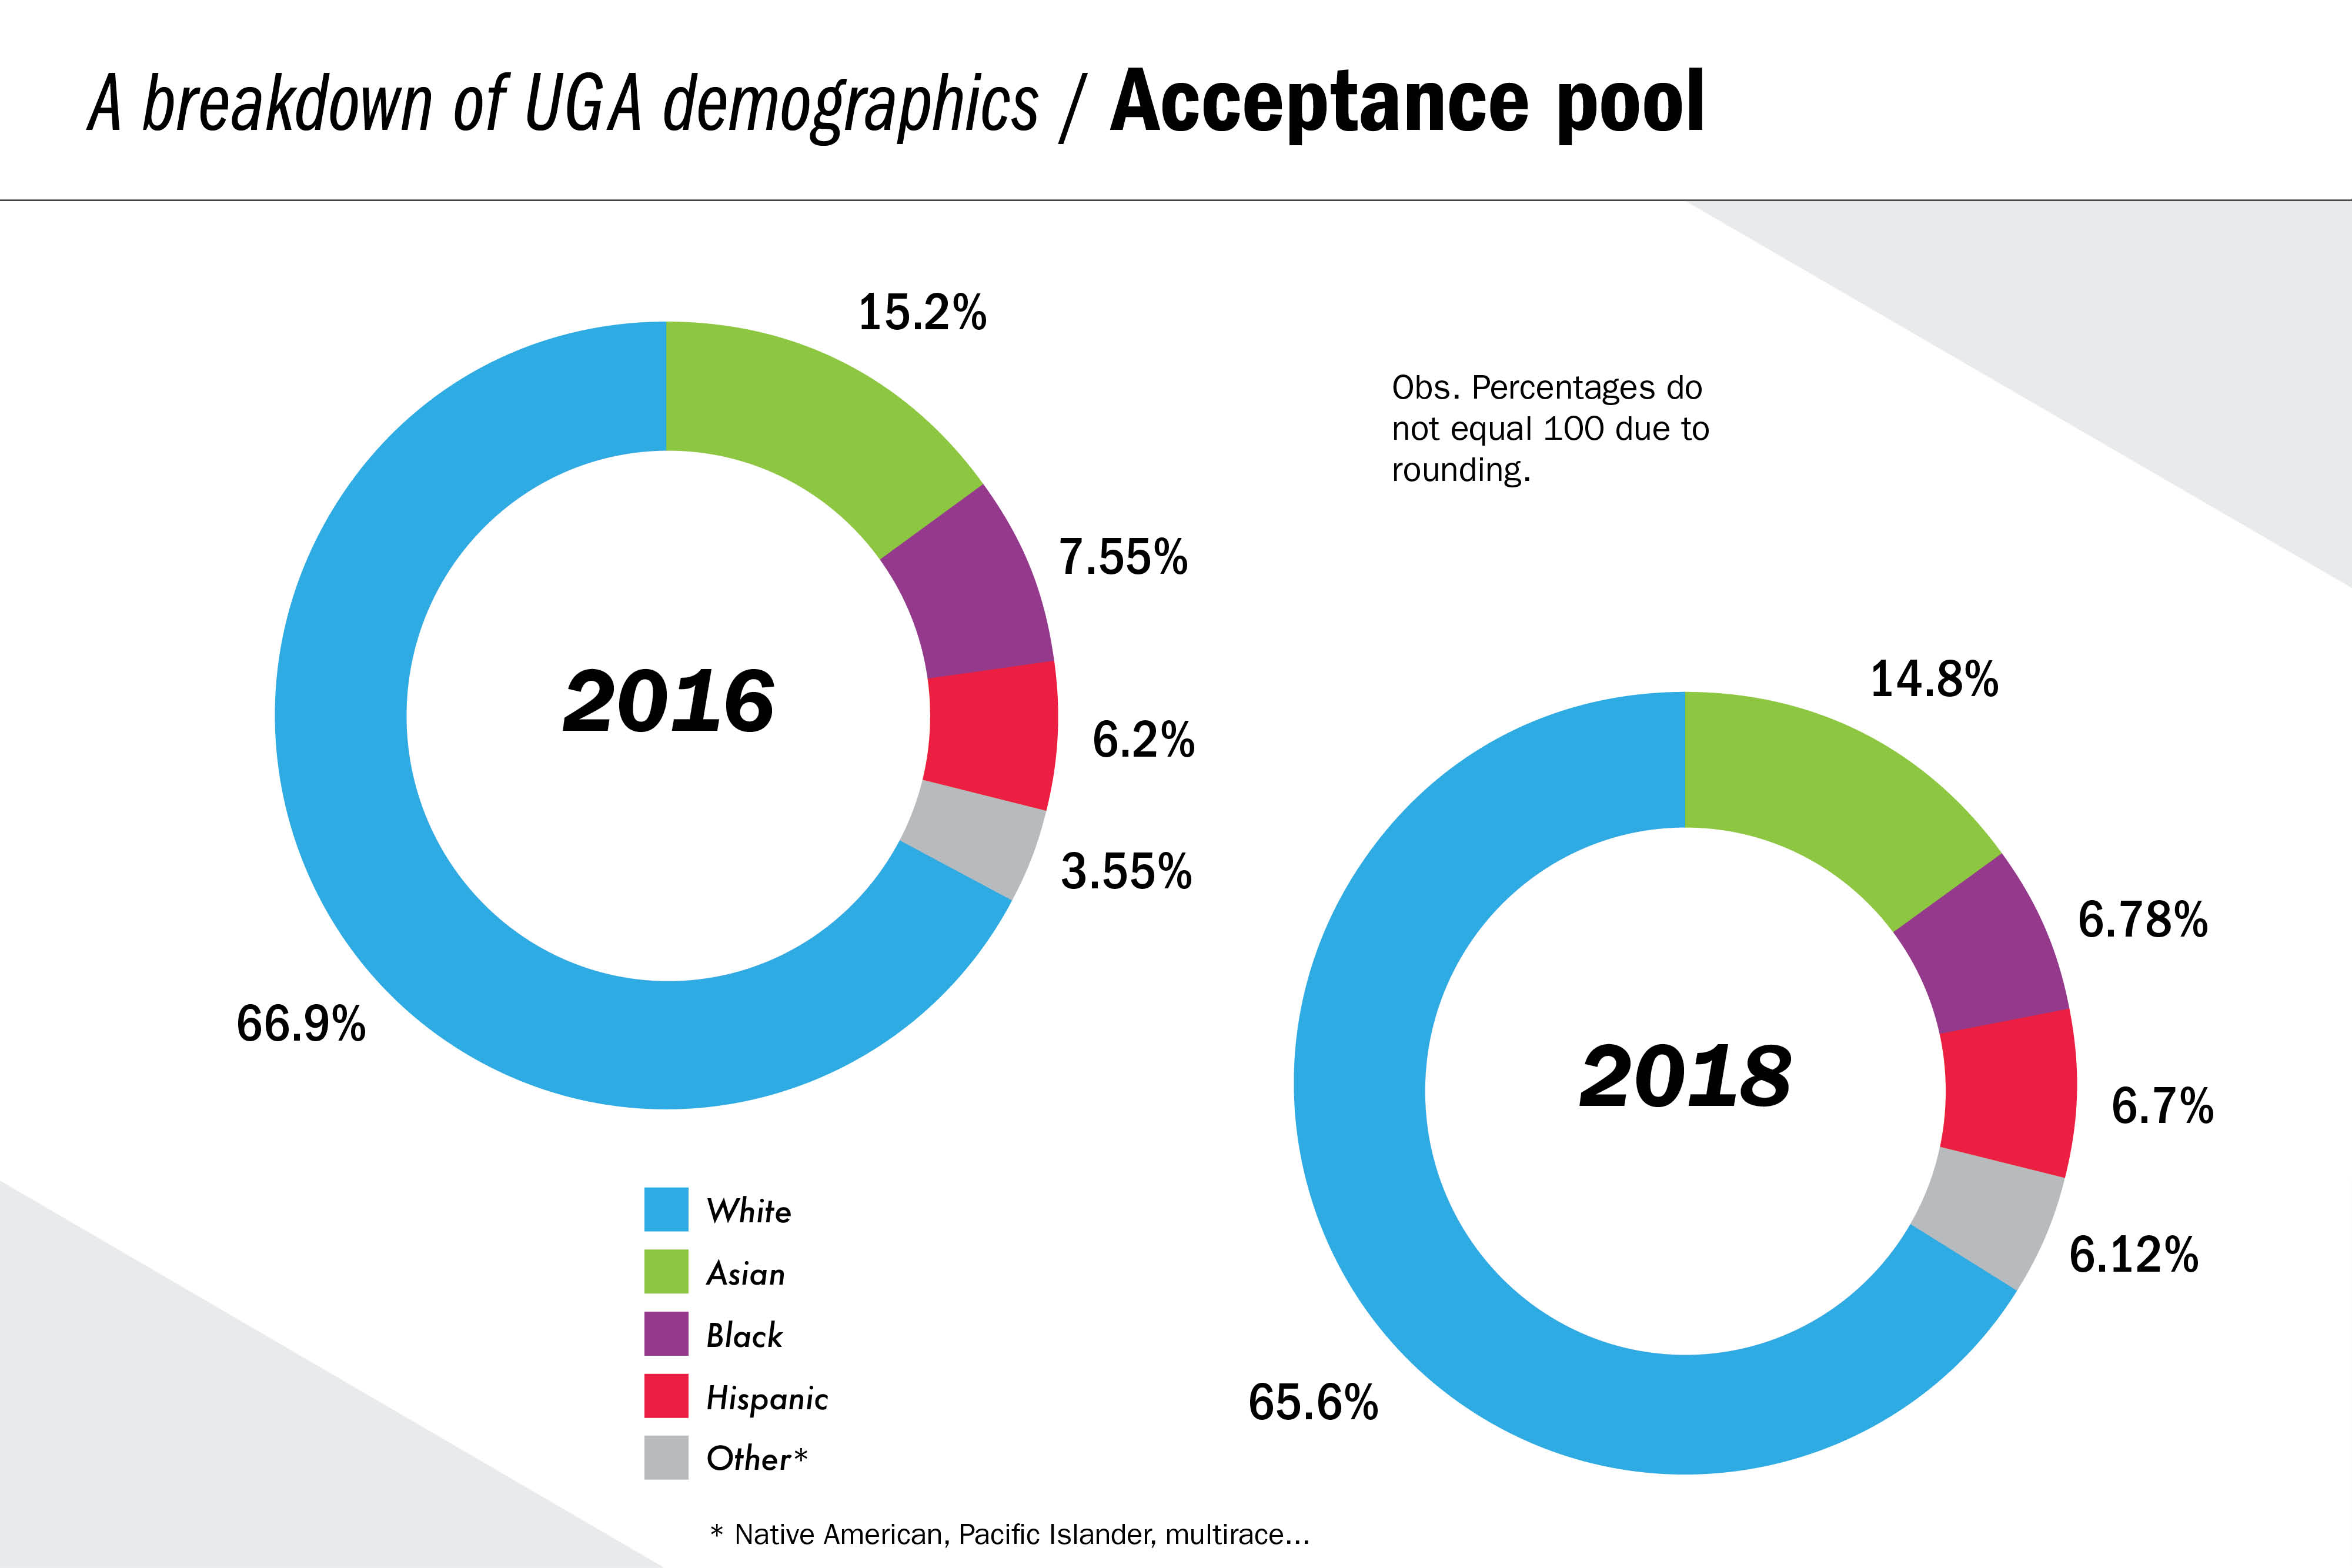 A breakdown of UGA demographics / Acceptance pool
15.2%
Obs. Percentages do
not equal 100 due to
rounding.
7.55%
2016
6.2%
3.55%
66.9%
14.8%
6.78%
2018
6.7%
6.12%
65.6%
White
Asian
Black
Hispanic
Other*
* Native American, Pacific Islander, multirace...